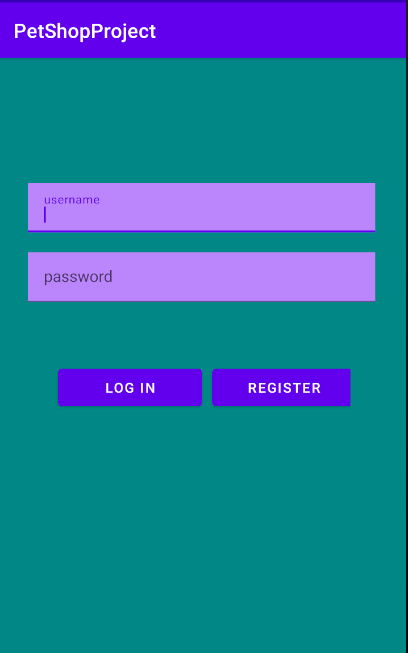 PetShopProject
username
password
LOG IN
REGISTER